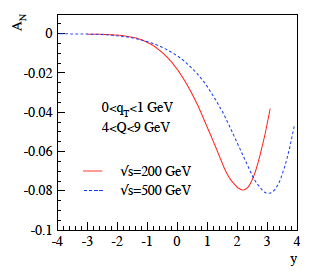 A_N
0
-0.02
-0.04
0<q_T<1 GeV
4<Q<9 GeV
-0.06
√s=200 GeV
-0.08
√s=500 GeV
-0.1
-4 -3 -2 -1 0 1 2 3 4
y